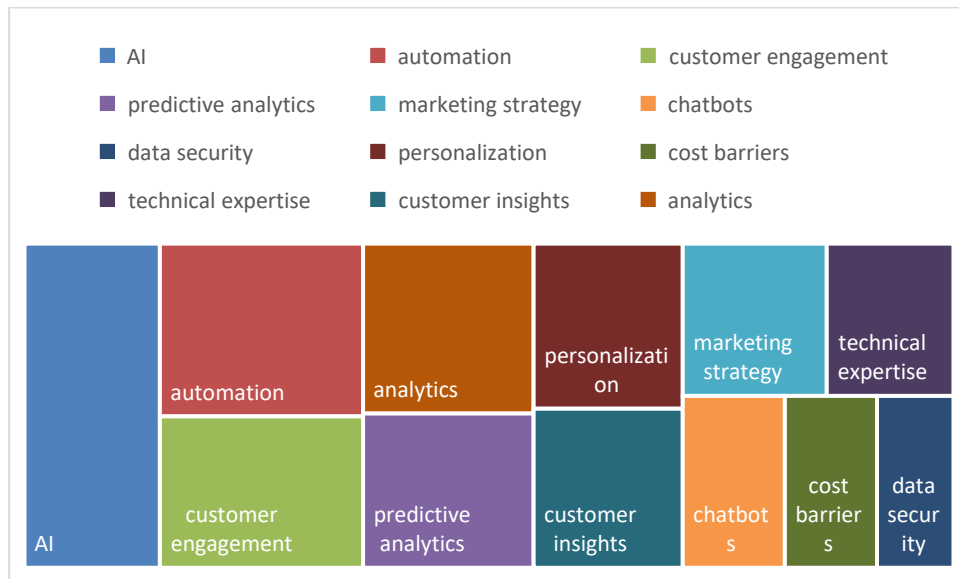 AI
automation
customer engagement
predictive analytics
marketing strategy
chatbots
data security
personalization
cost barriers
technical expertise
customer insights
analytics
AI
automation
customer
engagement
analytics
predictive
analytics
personalizati
on
customer
insights
marketing
strategy
technical
expertise
chatbot
s
cost
barrier
s
data
secur
ity